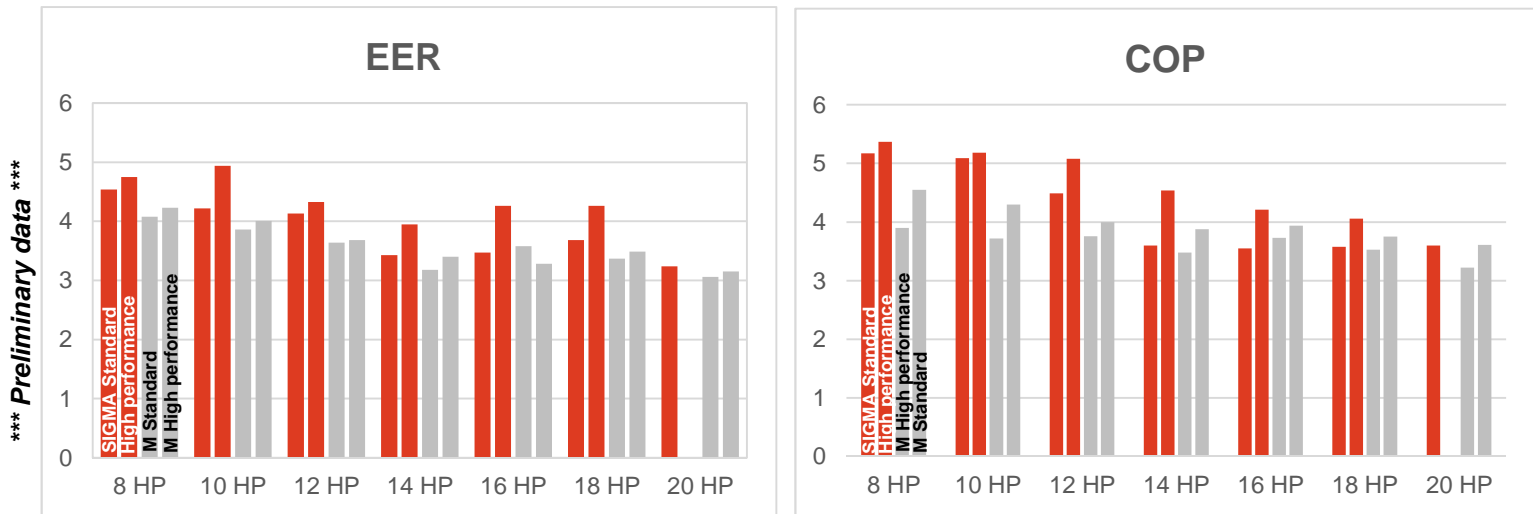 *** Preliminary data ***
EER
6
5
4
3
2
1
0
SIGMA Standard
High performance
M Standard
M High performance
8 HP 10 HP 12 HP 14 HP 16 HP 18 HP 20 HP
COP
6
5
4
3
2
1
0
SIGMA Standard
High performance
M High performance
M Standard
8 HP 10 HP 12 HP 14 HP 16 HP 18 HP 20 HP